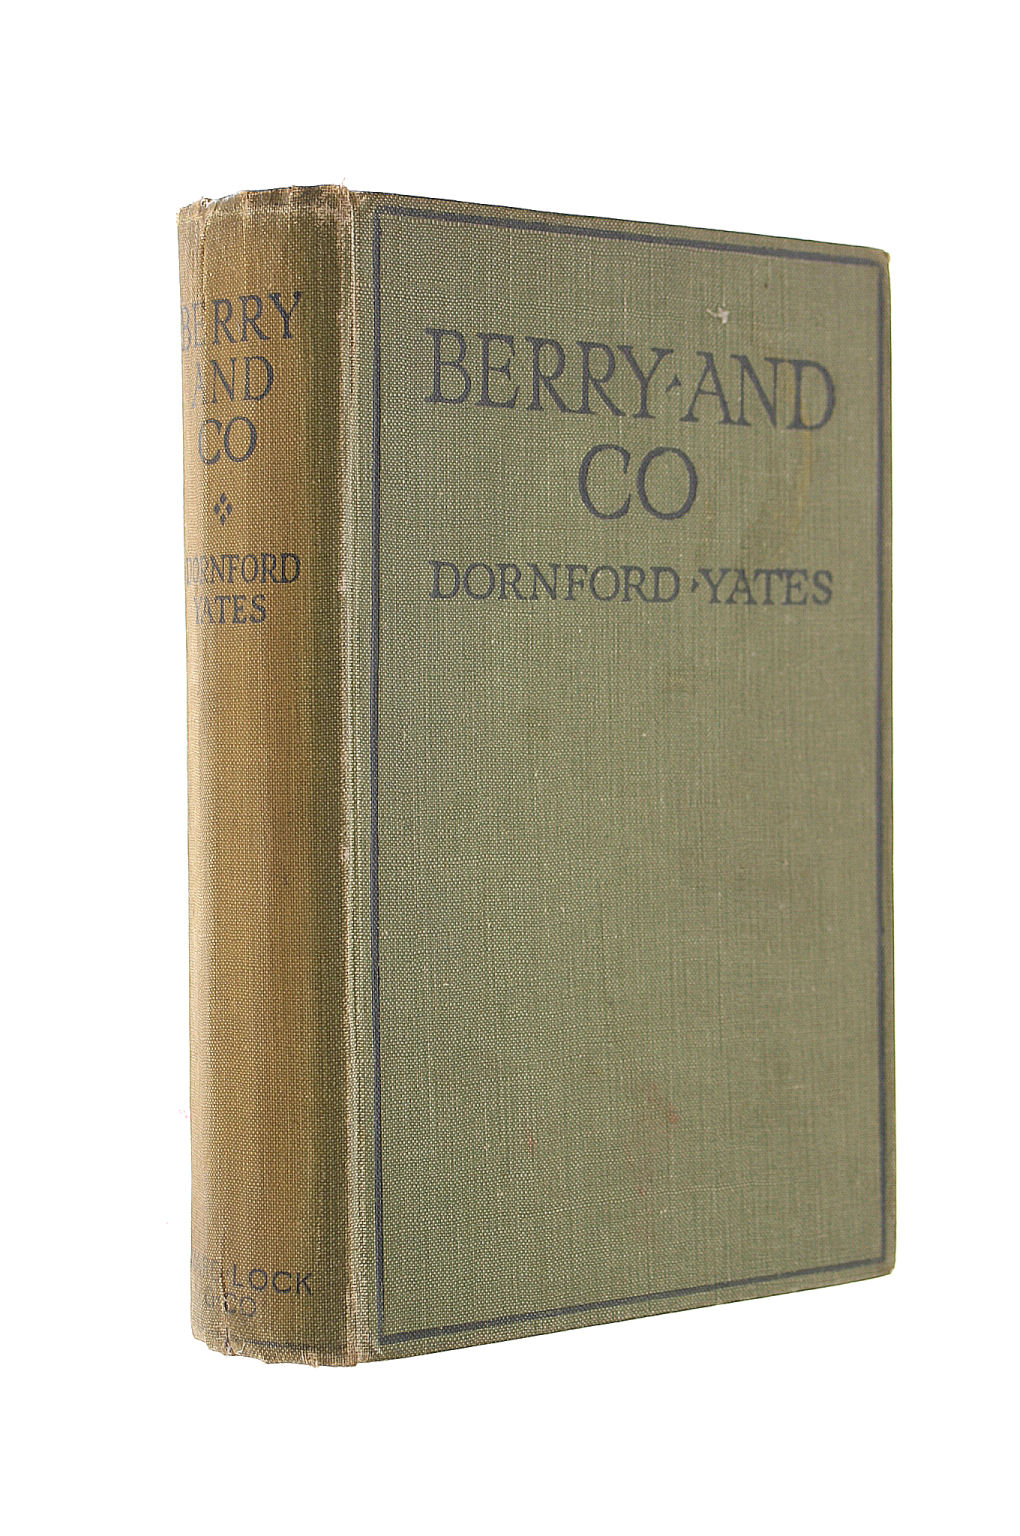 BERRY
AND
CO
DORNFORD
YATES
LOCK
& CO
BERRY·AND
CO
DORNFORD·YATES